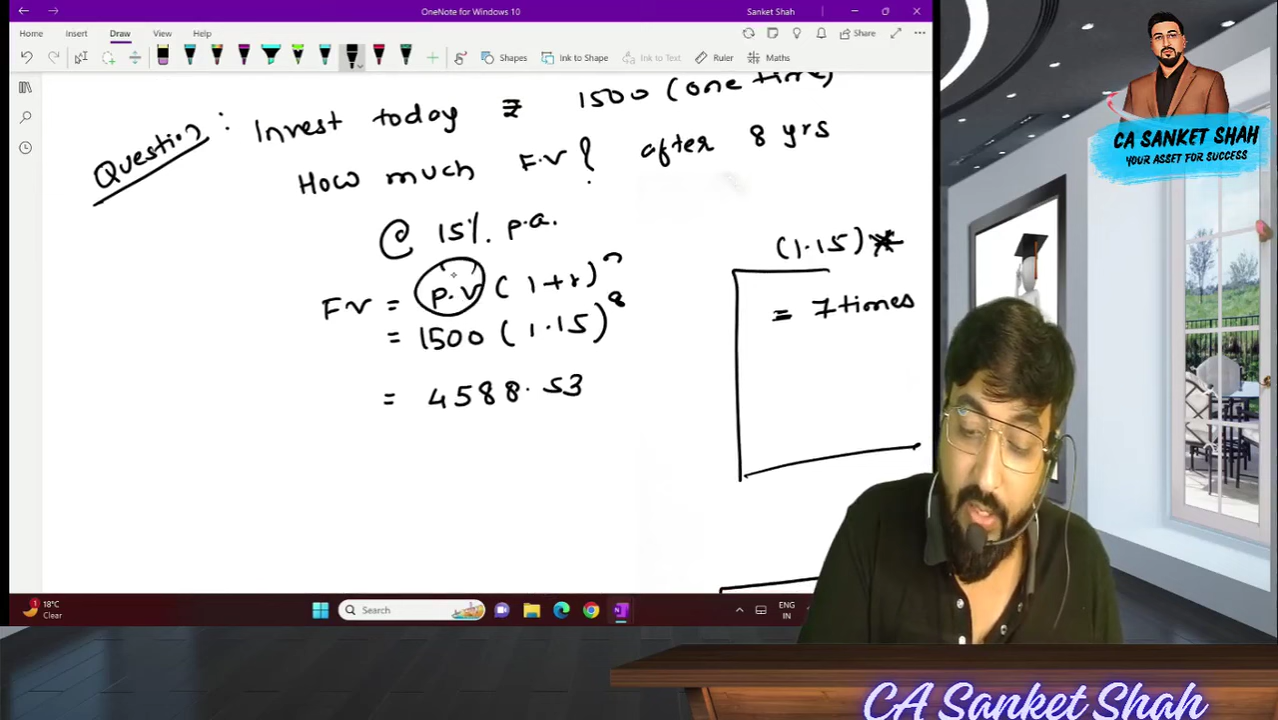 OneNote for Windows 10
Sanket Shah
Home Insert Draw View Help
Share
Shapes Ink to Shape Ink to Text Ruler Maths
Question : Invest today ₹ 1500 (one time)
How much F.V? after 8 yrs
@ 15%. p.a.
FV = P.V (1+r)^n
= 1500 (1.15)^8
= 4588.53
(1.15)*
= 7 times
CA SANKET SHAH
YOUR ASSET FOR SUCCESS
1
18°C
Clear
Search
ENG
IN
CA Sanket Shah